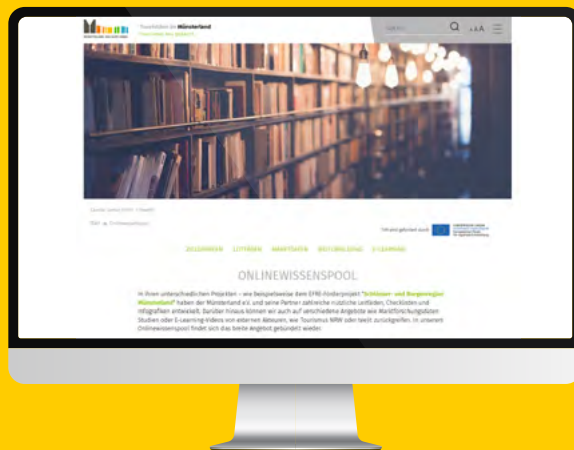 Touristiker im Münsterland
ZIELGRUPPEN LEITFÄDEN MARKTDATEN WEITERBILDUNG E-LEARNING
ONLINEWISSENSPOOL
In ihren unterschiedlichen Projekten – wie beispielsweise dem EFRE-Förderprojekt "Schlösser- und Burgenregion
Münsterland" haben der Münsterland e.V. und seine Partner zahlreiche nützliche Leitfäden, Checklisten und
Infografiken entwickelt. Darüber hinaus können wir auch auf verschiedene Angebote wie Marktforschungsdaten
Studien oder E-Learning-Videos von externen Akteuren, wie Tourismus NRW oder teejit zurückgreifen. In unserem
Onlinewissenspool findet sich das breite Angebot gebündelt wieder.